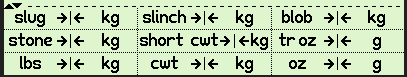 slug →|← kg slinch →|← kg blob →|← kg
stone →|← kg short cwt→|←kg tr oz →|← g
lbs →|← kg cwt →|← kg oz →|← g